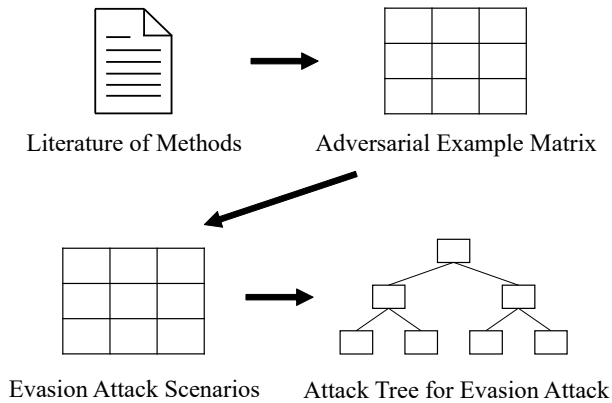 Literature of Methods
Adversarial Example Matrix
Evasion Attack Scenarios
Attack Tree for Evasion Attack